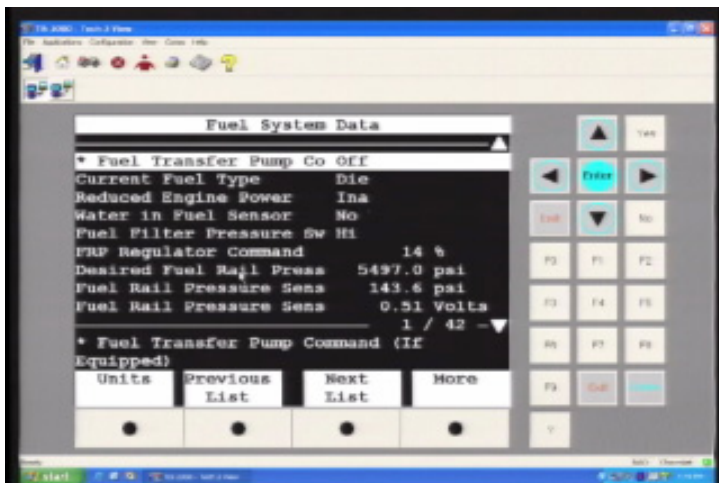 Tech 2 View
Fuel System Data
* Fuel Transfer Pump Co Off
Current Fuel Type Die
Reduced Engine Power Ina
Water in Fuel Sensor No
Fuel Filter Pressure Sw Hi
FRP Regulator Command 14 %
Desired Fuel Rail Press 5497.0 psi
Fuel Rail Pressure Sens 143.6 psi
Fuel Rail Pressure Sens 0.51 Volts
1 / 42
* Fuel Transfer Pump Command (If
Equipped)
Units Previous List Next List More
Yes
Enter
Exit No
F0 F1 F2
F3 F4 F5
F6 F7 F8
F9 Exit
start